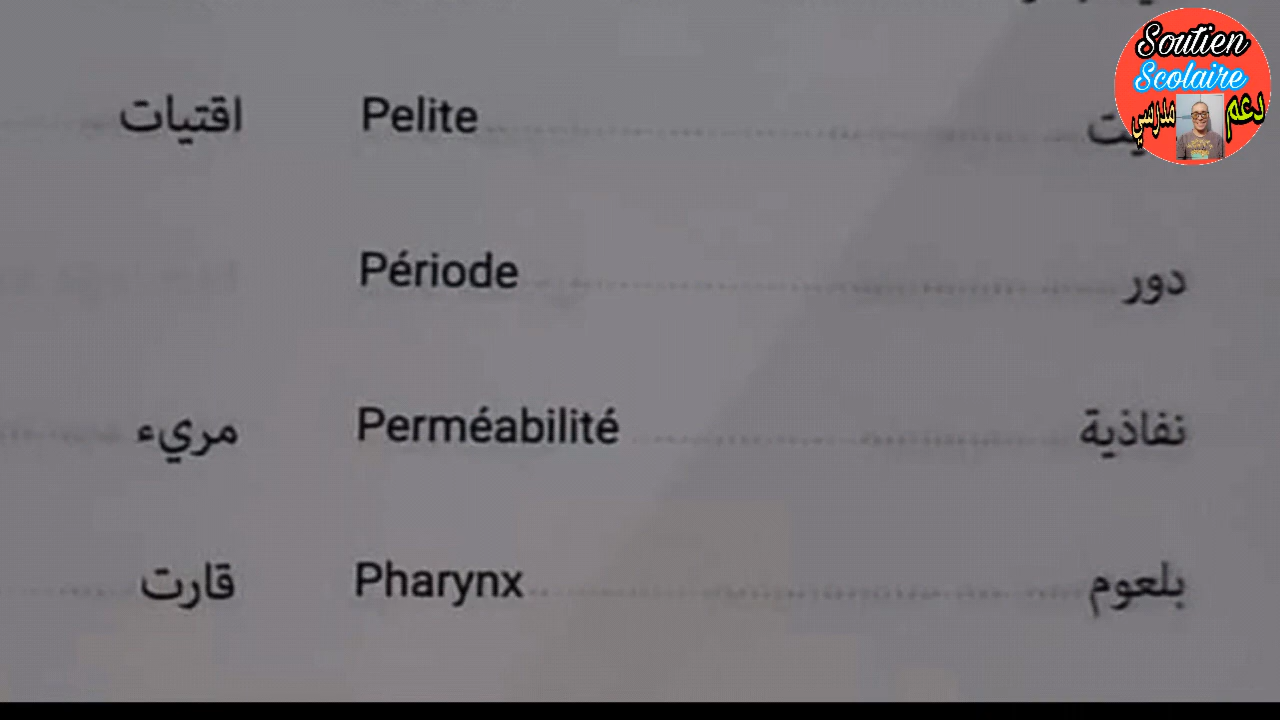 Soutien
Scolaire
دعم مدرسي
اقتيات Pelite
Période دور
مريء Perméabilité نفاذية
قارت Pharynx بلعوم